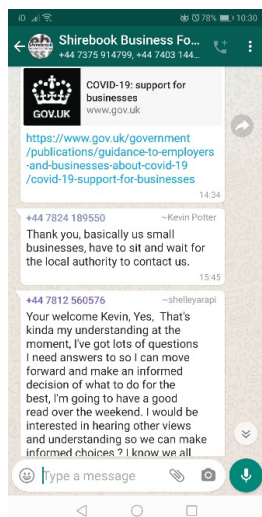 iD 78% 10:30
Shirebrook Business Fo...
+44 7375 914799, +44 7403 144...
GOV.UK
COVID-19: support for
businesses
www.gov.uk
https://www.gov.uk/government
/publications/guidance-to-employers
-and-businesses-about-covid-19
/covid-19-support-for-businesses
14:34
+44 7824 189550 ~Kevin Potter
Thank you, basically us small
businesses, have to sit and wait for
the local authority to contact us.
15:45
+44 7812 560576 ~shelleyarapi
Your welcome Kevin, Yes, That's
kinda my understanding at the
moment, I've got lots of questions
I need answers to so I can move
forward and make an informed
decision of what to do for the
best, I'm going to have a good
read over the weekend. I would be
interested in hearing other views
and understanding so we can make
informed choices ? I know we all
Type a message